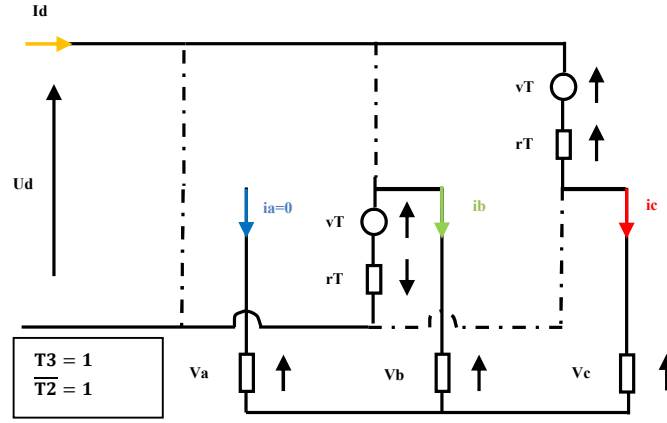 Id
vT
rT
Ud
ia=0
ib
ic
vT
rT
Va
Vb
Vc
T3 = 1
T2̅ = 1